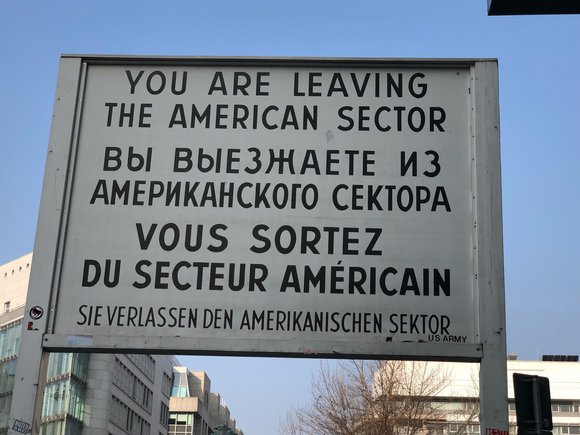 YOU ARE LEAVING
THE AMERICAN SECTOR
ВЫ ВЫЕЗЖАЕТЕ ИЗ
АМЕРИКАНСКОГО СЕКТОРА
VOUS SORTEZ
DU SECTEUR AMÉRICAIN
SIE VERLASSEN DEN AMERIKANISCHEN SEKTOR
US ARMY